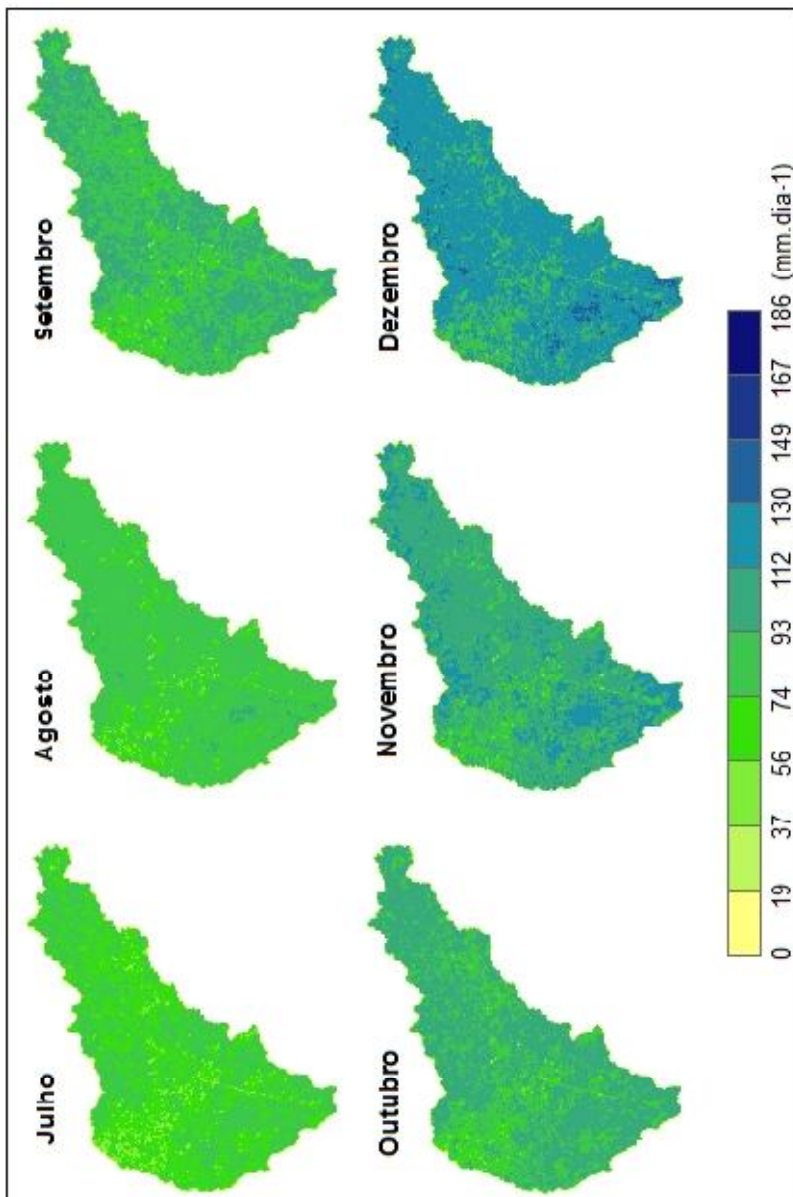 Julho Agosto Setembro
Outubro Novembro Dezembro
0 19 37 56 74 93 112 130 149 167 186 (mm.dia-1)